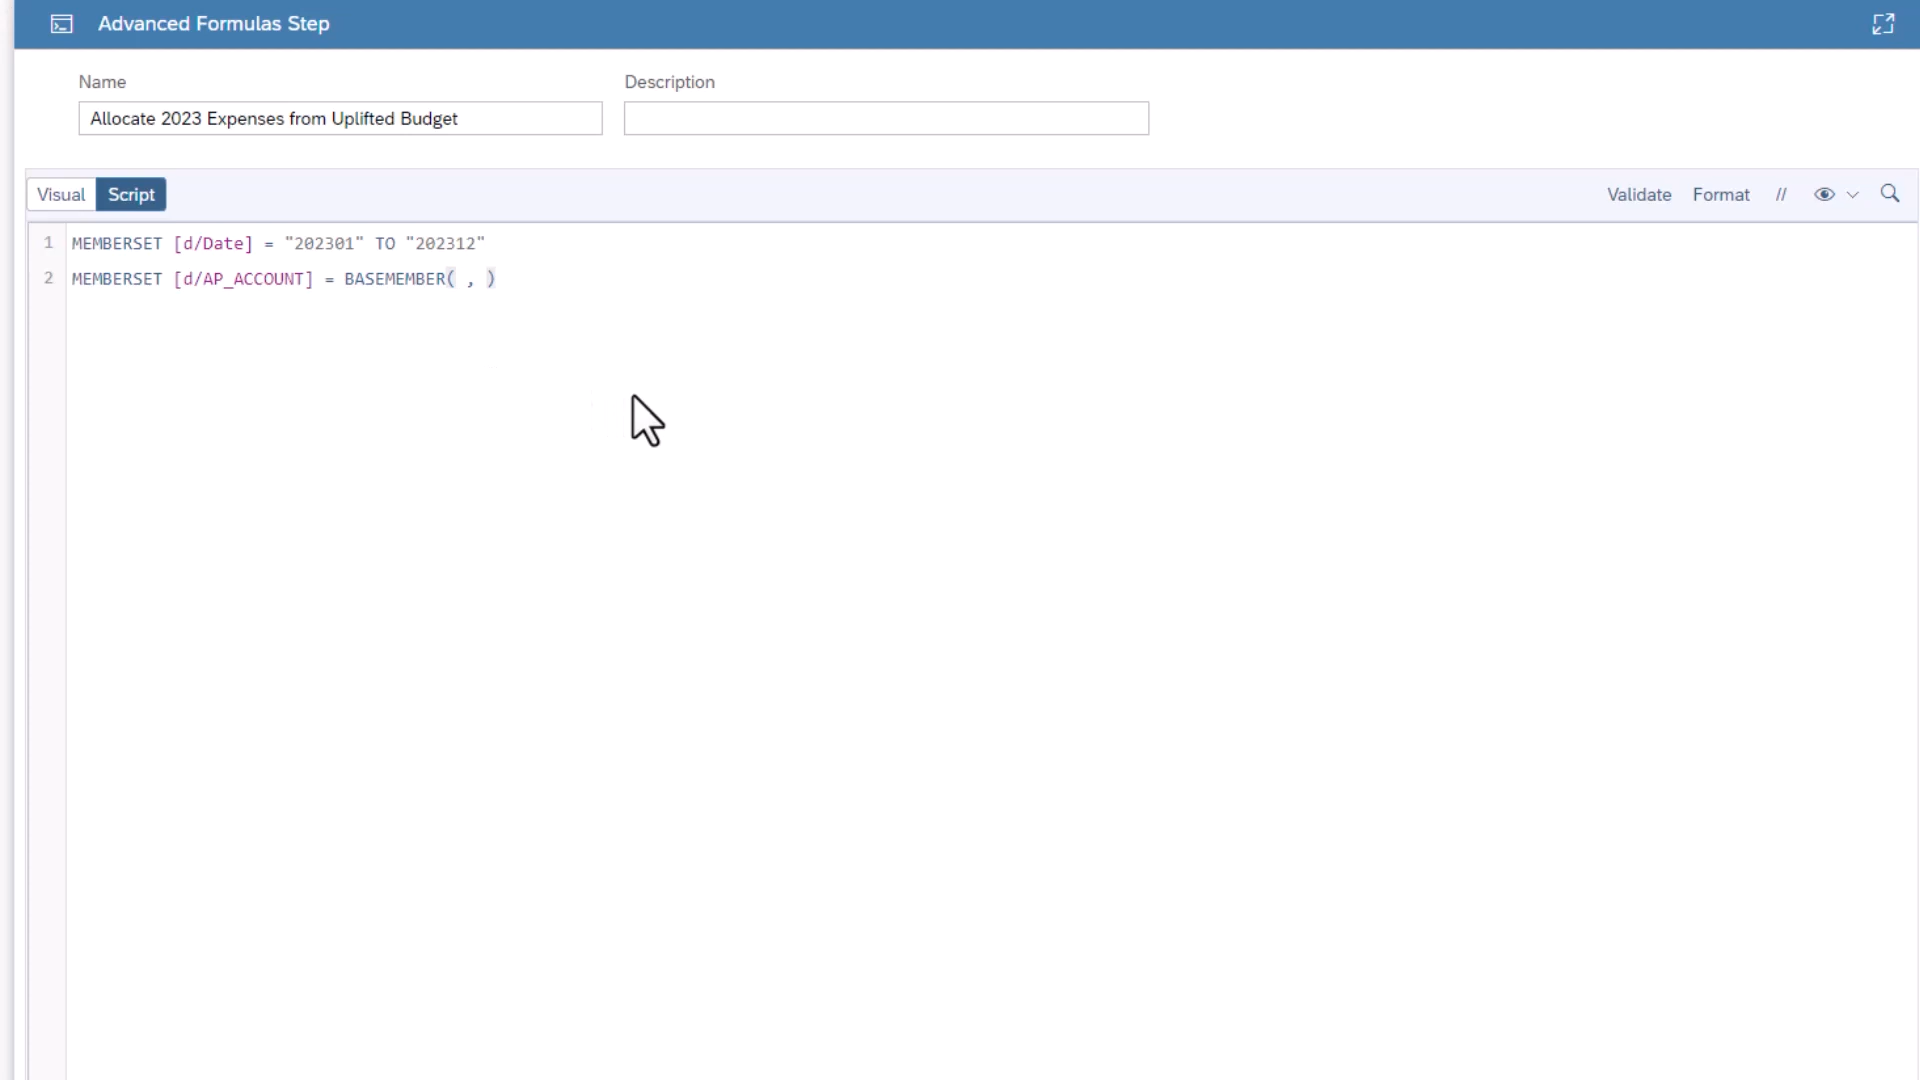 Advanced Formulas Step
Name
Description
Allocate 2023 Expenses from Uplifted Budget
Visual
Script
Validate
Format
//
1 MEMBERSET [d/Date] = "202301" TO "202312"
2 MEMBERSET [d/AP_ACCOUNT] = BASEMEMBER( , )